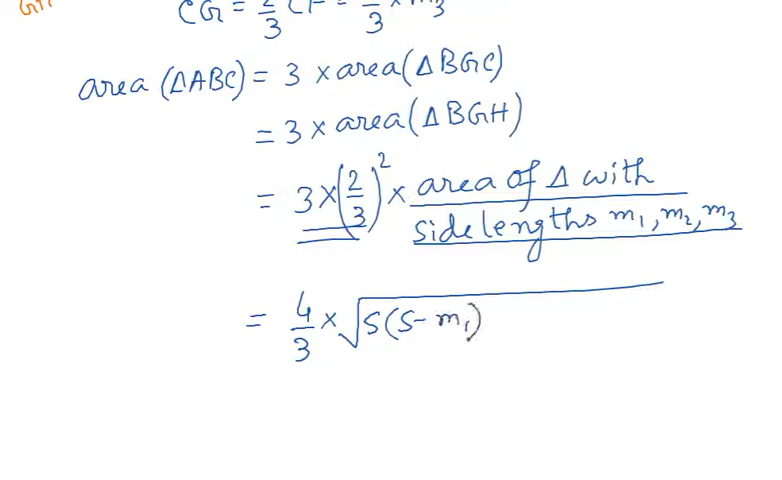 CG = 2/3 CF = /3 × m3
area (ΔABC) = 3 × area(ΔBGC)
= 3 × area(ΔBGH)
= 3×(2/3)^2 × area of Δ with
side lengths m1, m2, m3
= 4/3 × √S(S-m1)